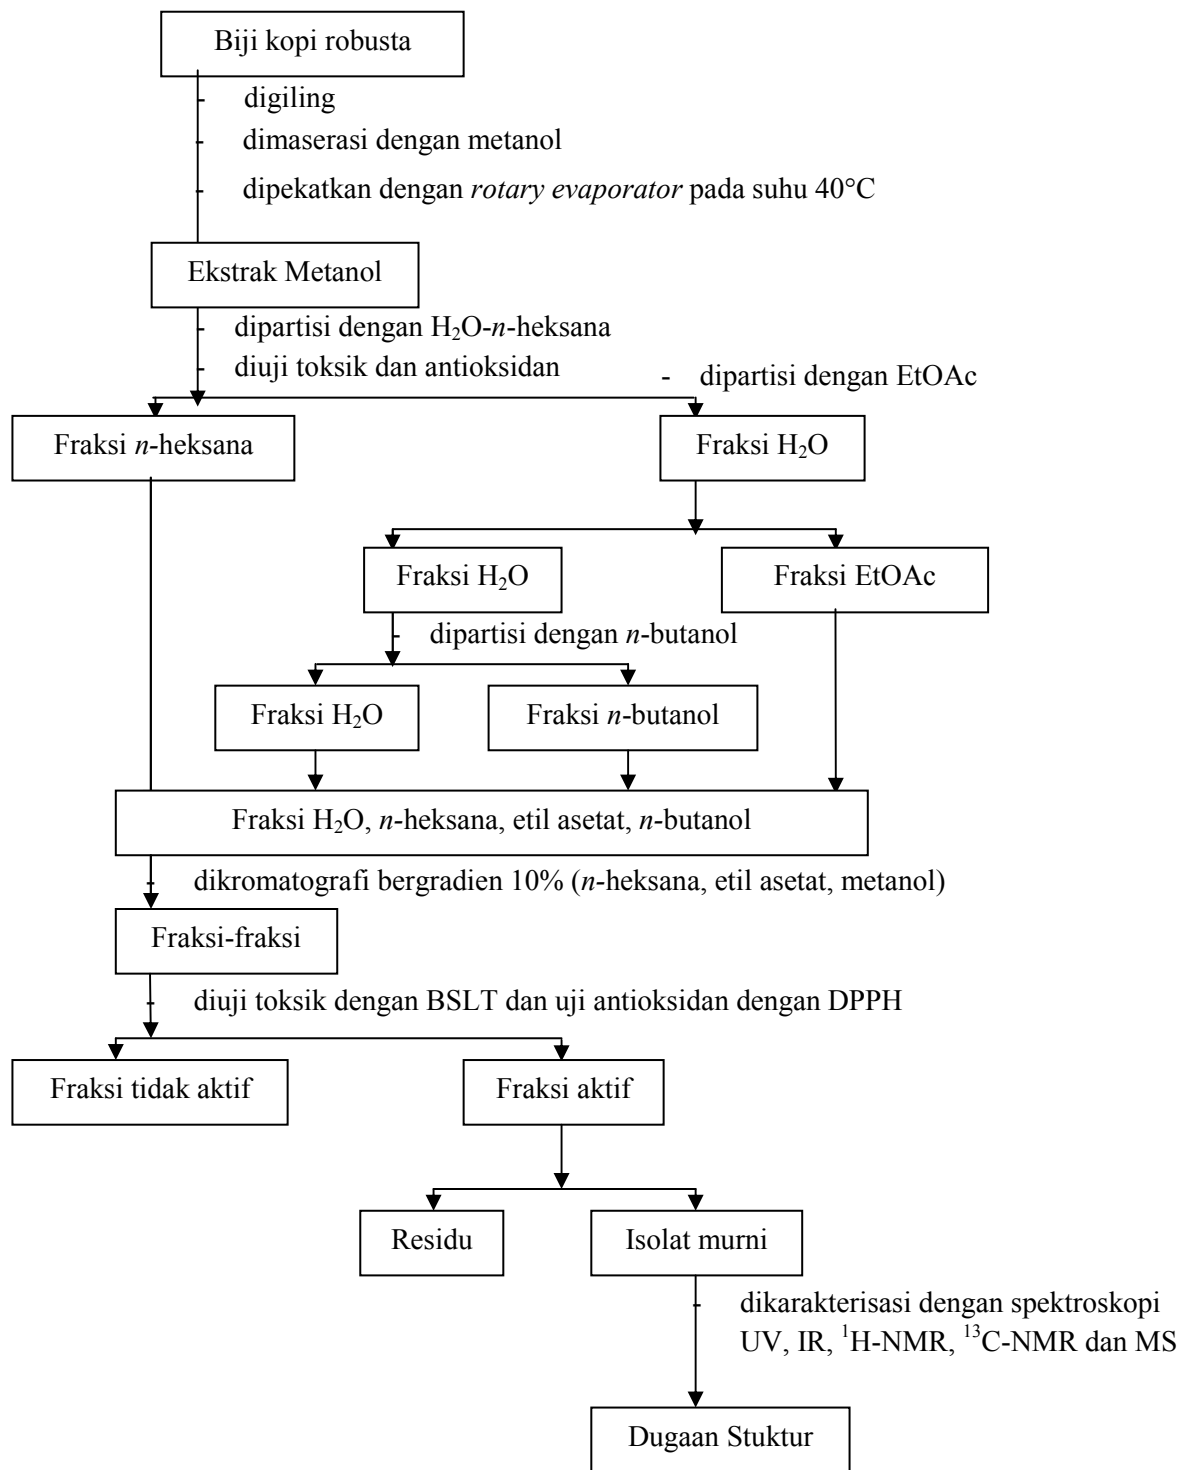 Biji kopi robusta
- digiling
- dimaserasi dengan metanol
- dipekatkan dengan rotary evaporator pada suhu 40°C
Ekstrak Metanol
- dipartisi dengan H₂O-n-heksana
- diuji toksik dan antioksidan
- dipartisi dengan EtOAc
Fraksi n-heksana
Fraksi H₂O
Fraksi H₂O
Fraksi EtOAc
- dipartisi dengan n-butanol
Fraksi H₂O
Fraksi n-butanol
Fraksi H₂O, n-heksana, etil asetat, n-butanol
- dikromatografi bergradien 10% (n-heksana, etil asetat, metanol)
Fraksi-fraksi
- diuji toksik dengan BSLT dan uji antioksidan dengan DPPH
Fraksi tidak aktif
Fraksi aktif
Residu
Isolat murni
- dikarakterisasi dengan spektroskopi
UV, IR, ¹H-NMR, ¹³C-NMR dan MS
Dugaan Stuktur